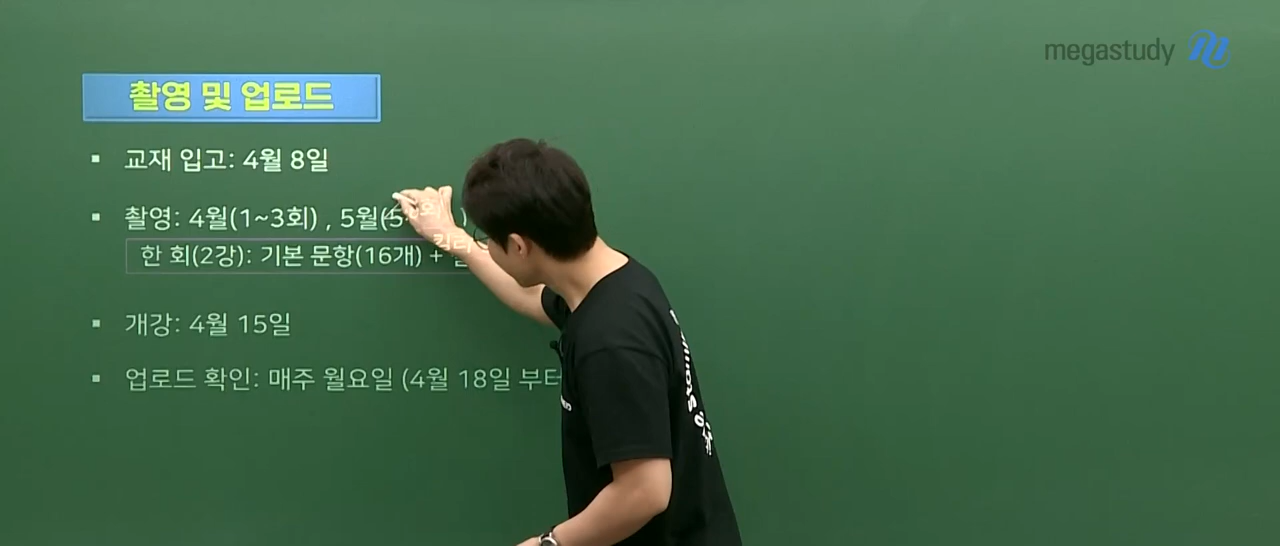 megastudy
촬영 및 업로드
▪ 교재 입고: 4월 8일
▪ 촬영: 4월(1~3회) , 5월(
한 회(2강): 기본 문항(16개) +
▪ 개강: 4월 15일
▪ 업로드 확인: 매주 월요일 (4월 18일 부터